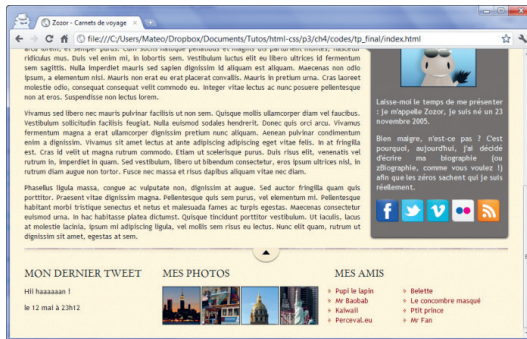 Zozor - Carnets de voyage
file:///C:/Users/Mateo/Dropbox/Documents/Tutos/html-css/p3/ch4/codes/tp_final/index.html
ridiculus mus. Duis vel enim mi, in lobortis sem. Vestibulum luctus elit eu libero ultrices id fermentum
sem sagittis. Nulla imperdiet mauris sed sapien dignissim id aliquam est aliquam. Maecenas non odio
ipsum, a elementum nisi. Mauris non erat eu erat placerat convallis. Mauris in pretium urna. Cras laoreet
molestie odio, consequat consequat velit commodo eu. Integer vitae lectus ac nunc posuere pellentesque
non at eros. Suspendisse non lectus lorem.
Vivamus sed libero nec mauris pulvinar facilisis ut non sem. Quisque mollis ullamcorper diam vel faucibus.
Vestibulum sollicitudin facilisis feugiat. Nulla euismod sodales hendrerit. Donec quis orci arcu. Vivamus
fermentum magna a erat ullamcorper dignissim pretium nunc aliquam. Aenean pulvinar condimentum
enim a dignissim. Vivamus sit amet lectus at ante adipiscing adipiscing eget vitae felis. In at fringilla
est. Cras id velit ut magna rutrum commodo. Etiam ut scelerisque purus. Duis risus elit, venenatis vel
rutrum in, imperdiet in quam. Sed vestibulum, libero ut bibendum consectetur, eros ipsum ultrices nisl, in
rutrum diam augue non tortor. Fusce nec massa et risus dapibus aliquam vitae nec diam.
Phasellus ligula massa, congue ac vulputate non, dignissim at augue. Sed auctor fringilla quam quis
porttitor. Praesent vitae dignissim magna. Pellentesque quis sem purus, vel elementum mi. Pellentesque
habitant morbi tristique senectus et netus et malesuada fames ac turpis egestas. Maecenas consectetur
euismod urna. In hac habitasse platea dictumst. Quisque tincidunt porttitor vestibulum. Ut iaculis, lacus
at molestie lacinia, ipsum mi adipiscing ligula, vel mollis sem risus eu lectus. Nunc elit quam, rutrum ut
dignissim sit amet, egestas at sem.
Laisse-moi le temps de me présenter
: je m'appelle Zozor, je suis né un 23
novembre 2005.
Bien maigre, n'est-ce pas ? C'est
pourquoi, aujourd'hui, j'ai décidé
d'écrire ma biographie (ou
zBiographie, comme vous voulez !)
afin que les zéros sachent qui je suis
réellement.
MON DERNIER TWEET
Hii haaaaaan !
le 12 mai à 23h12
MES PHOTOS
MES AMIS
Pupi le lapin
Mr Baobab
Kaiwaii
Perceval.eu
Belette
Le concombre masqué
Ptit prince
Mr Fan